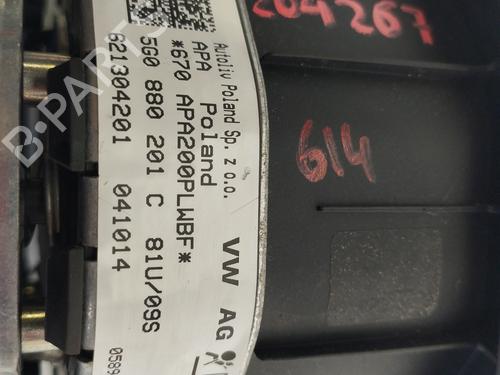 Autoliv Poland Sp. z o.o.
APA Poland
*670 APA200PLWBF*
5G0 880 201 C 81U/09S
621304201 041014
VW AG
0589
204267
614
B-PARTS